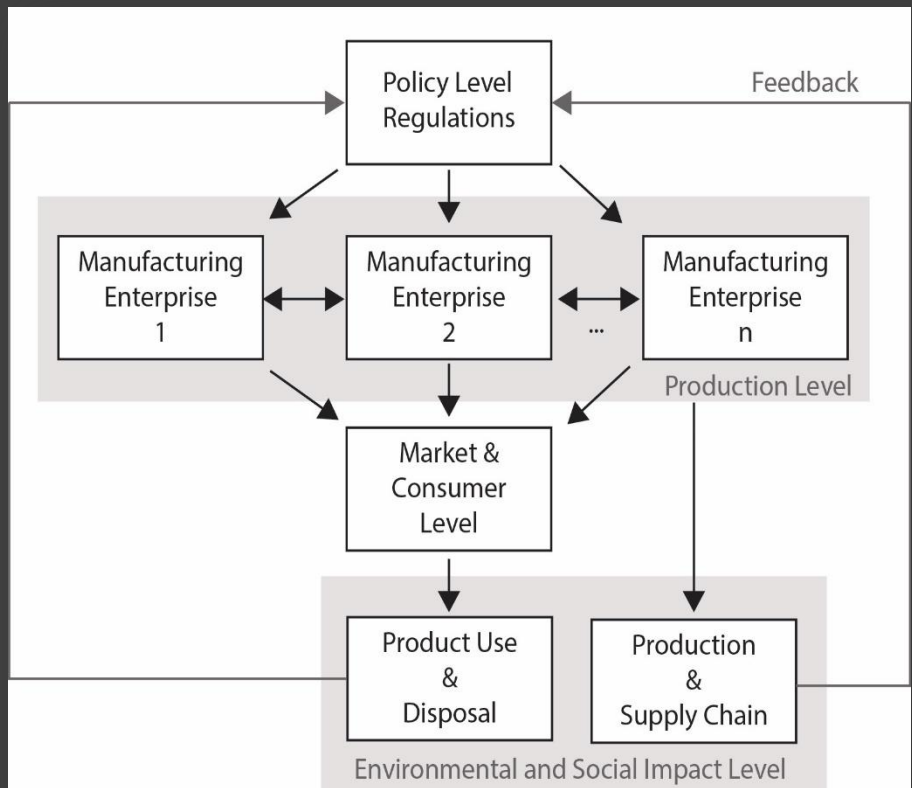 Policy Level
Regulations
Feedback
Manufacturing
Enterprise
1
Manufacturing
Enterprise
2
...
Manufacturing
Enterprise
n
Production Level
Market &
Consumer
Level
Product Use
&
Disposal
Production
&
Supply Chain
Environmental and Social Impact Level